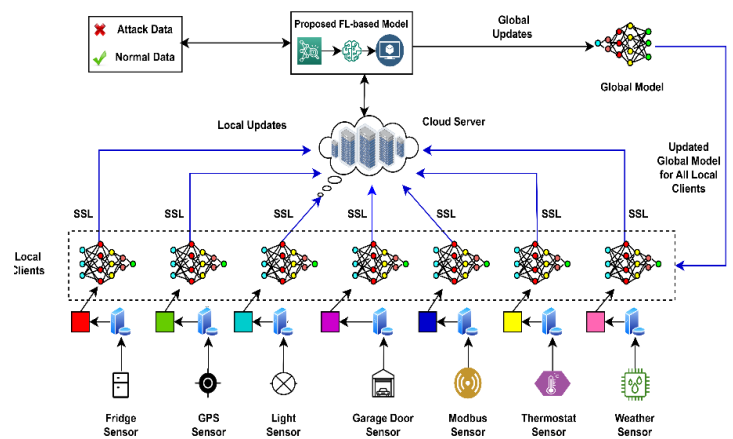 Attack Data
Normal Data
Proposed FL-based Model
Global
Updates
Global Model
Local Updates
Cloud Server
Updated
Global Model
for All Local
Clients
SSL
SSL
SSL
SSL
SSL
SSL
SSL
Local
Clients
Fridge
Sensor
GPS
Sensor
Light
Sensor
Garage Door
Sensor
Modbus
Sensor
Thermostat
Sensor
Weather
Sensor